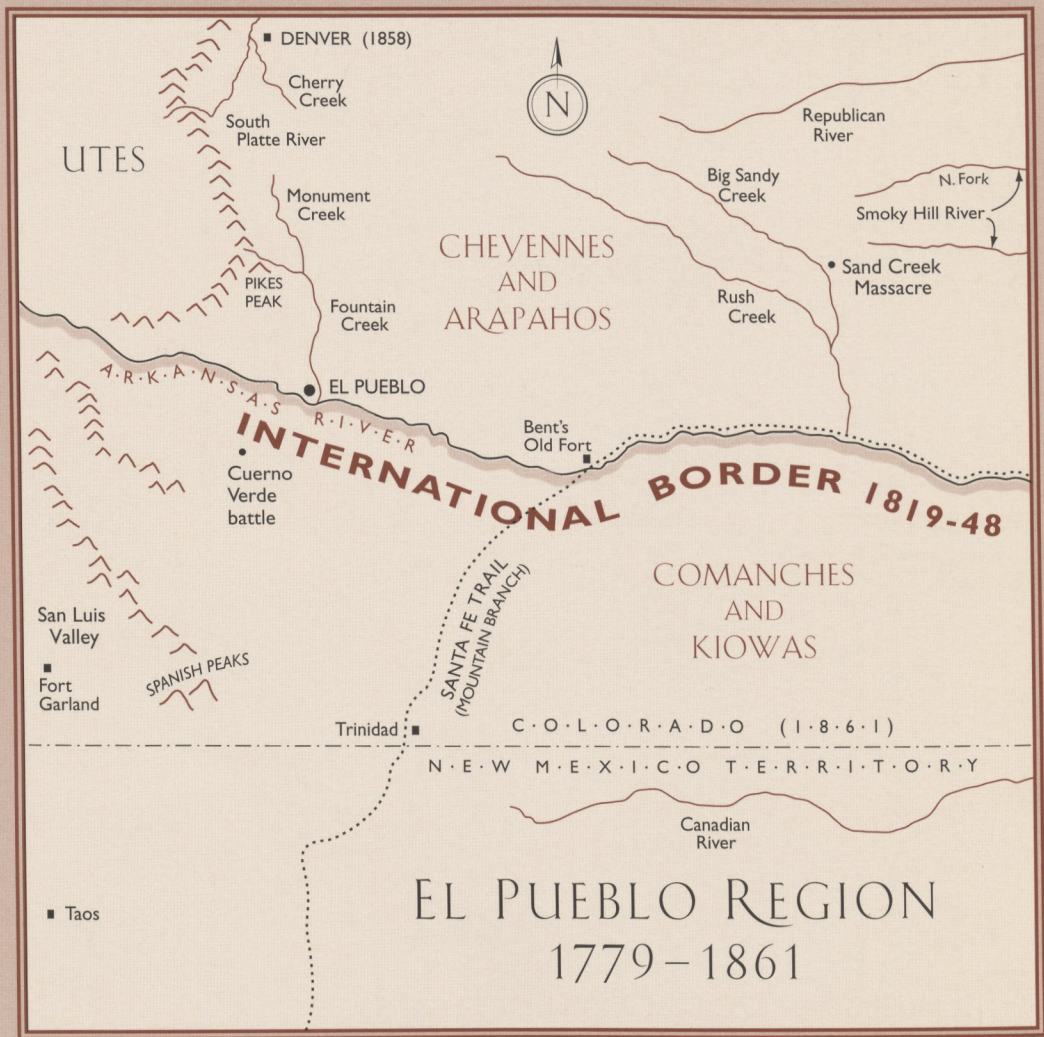 DENVER (1858)
Cherry
Creek
South
Platte River
UTES
Monument
Creek
PIKES
PEAK
Fountain
Creek
N
CHEYENNES
AND
ARAPAHOS
Republican
River
Big Sandy
Creek
N. Fork
Smoky Hill River
Sand Creek
Massacre
Rush
Creek
A·R·K·A·N·S·A·S R·I·V·E·R
EL PUEBLO
INTERNATIONAL BORDER 1819-48
Bent's
Old Fort
Cuerno
Verde
battle
SANTA FE TRAIL
(MOUNTAIN BRANCH)
COMANCHES
AND
KIOWAS
San Luis
Valley
Fort
Garland
SPANISH PEAKS
Trinidad
C·O·L·O·R·A·D·O (1·8·6·1)
N·E·W M·E·X·I·C·O T·E·R·R·I·T·O·R·Y
Canadian
River
Taos
EL PUEBLO REGION
1779–1861